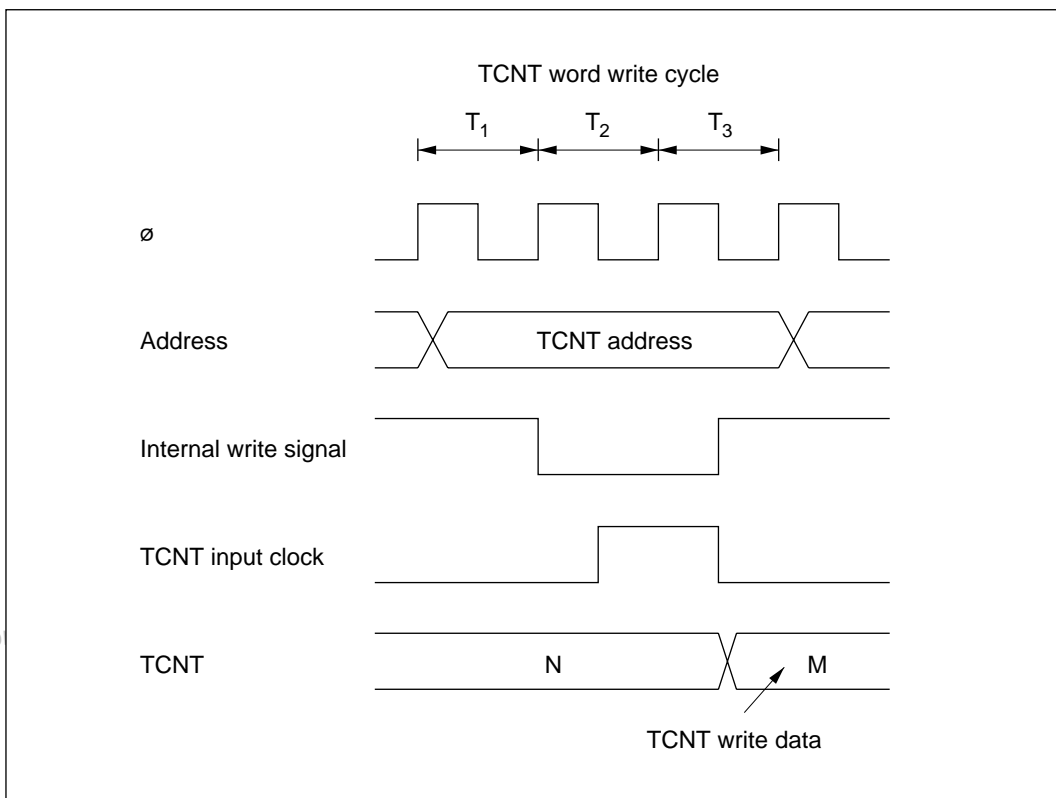 TCNT word write cycle
T1 T2 T3
ø
Address
TCNT address
Internal write signal
TCNT input clock
TCNT
N
M
TCNT write data